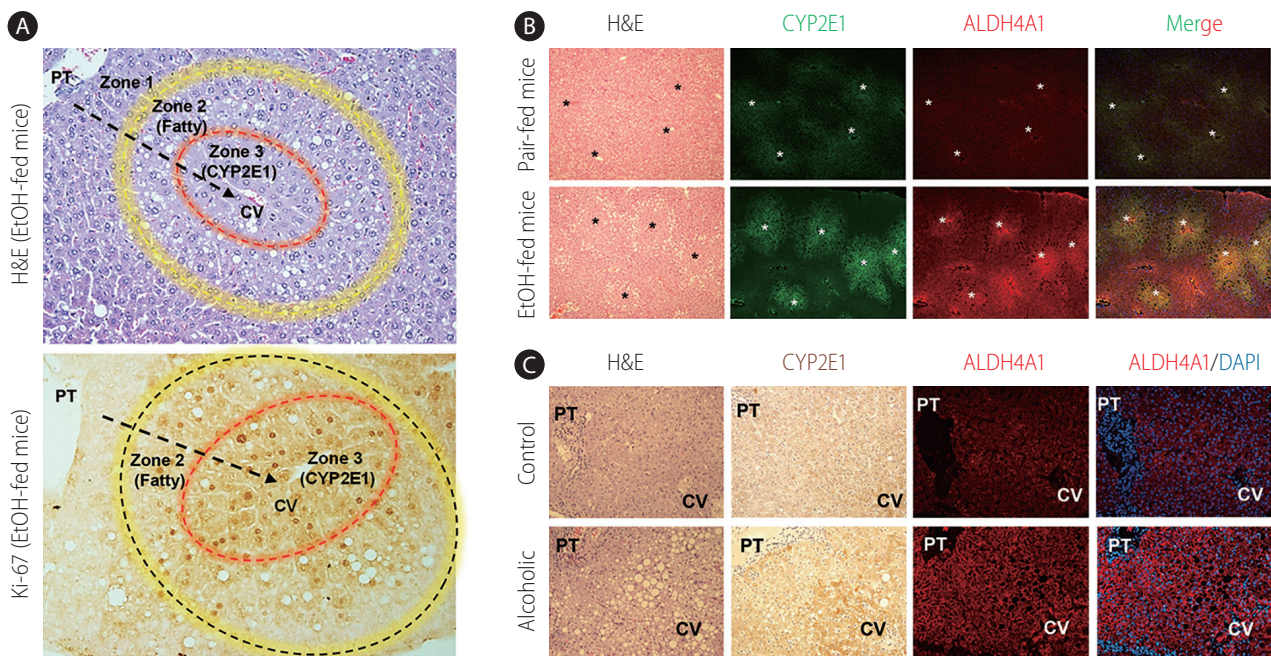 A
H&E (EtOH-fed mice)
PT
Zone 1
Zone 2
(Fatty)
Zone 3
(CYP2E1)
CV
Ki-67 (EtOH-fed mice)
PT
Zone 2
(Fatty)
Zone 3
(CYP2E1)
CV
B
H&E CYP2E1 ALDH4A1 Merge
Pair-fed mice
* * * *
* * * *
* * * *
* * * *
EtOH-fed mice
* * * * *
* * * * *
* * * * *
* * * * *
C
H&E CYP2E1 ALDH4A1 ALDH4A1/DAPI
Control
PT PT PT PT
CV CV CV CV
Alcoholic
PT PT PT PT
CV CV CV CV